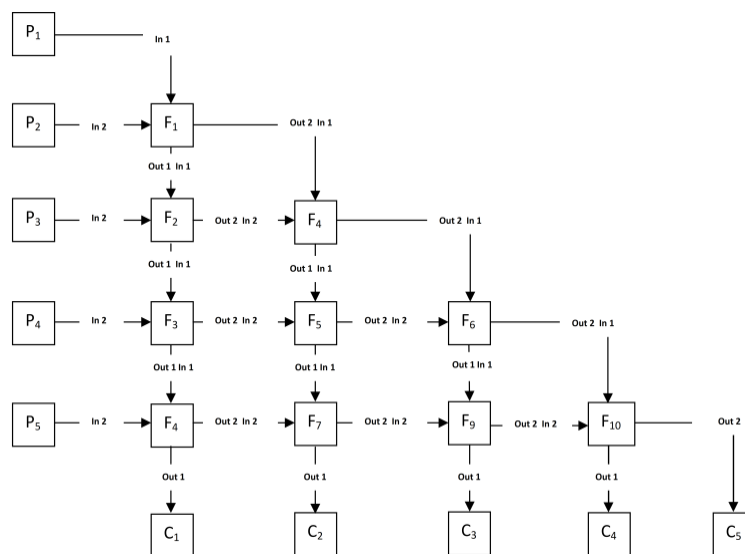 P₁
In 1
P₂ In 2 F₁ Out 2 In 1
Out 1 In 1
P₃ In 2 F₂ Out 2 In 2 F₄ Out 2 In 1
Out 1 In 1 Out 1 In 1
P₄ In 2 F₃ Out 2 In 2 F₅ Out 2 In 2 F₆ Out 2 In 1
Out 1 In 1 Out 1 In 1 Out 1 In 1
P₅ In 2 F₄ Out 2 In 2 F₇ Out 2 In 2 F₉ Out 2 In 2 F₁₀ Out 2
Out 1 Out 1 Out 1 Out 1
C₁ C₂ C₃ C₄ C₅